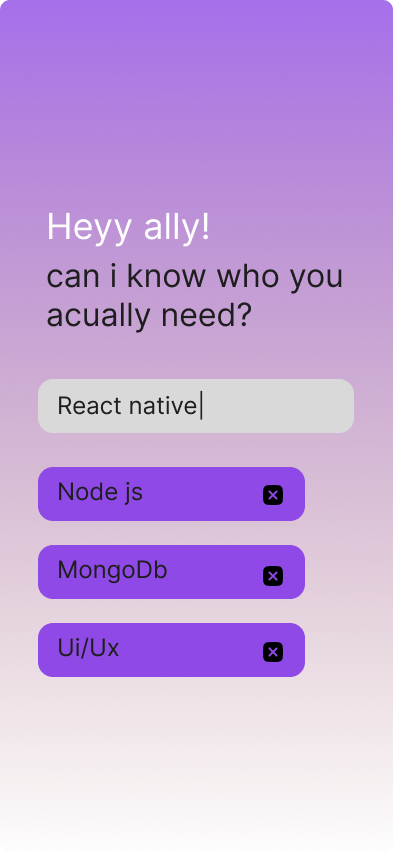 Heyy ally!
can i know who you
acually need?
React native
Node js
MongoDb
Ui/Ux